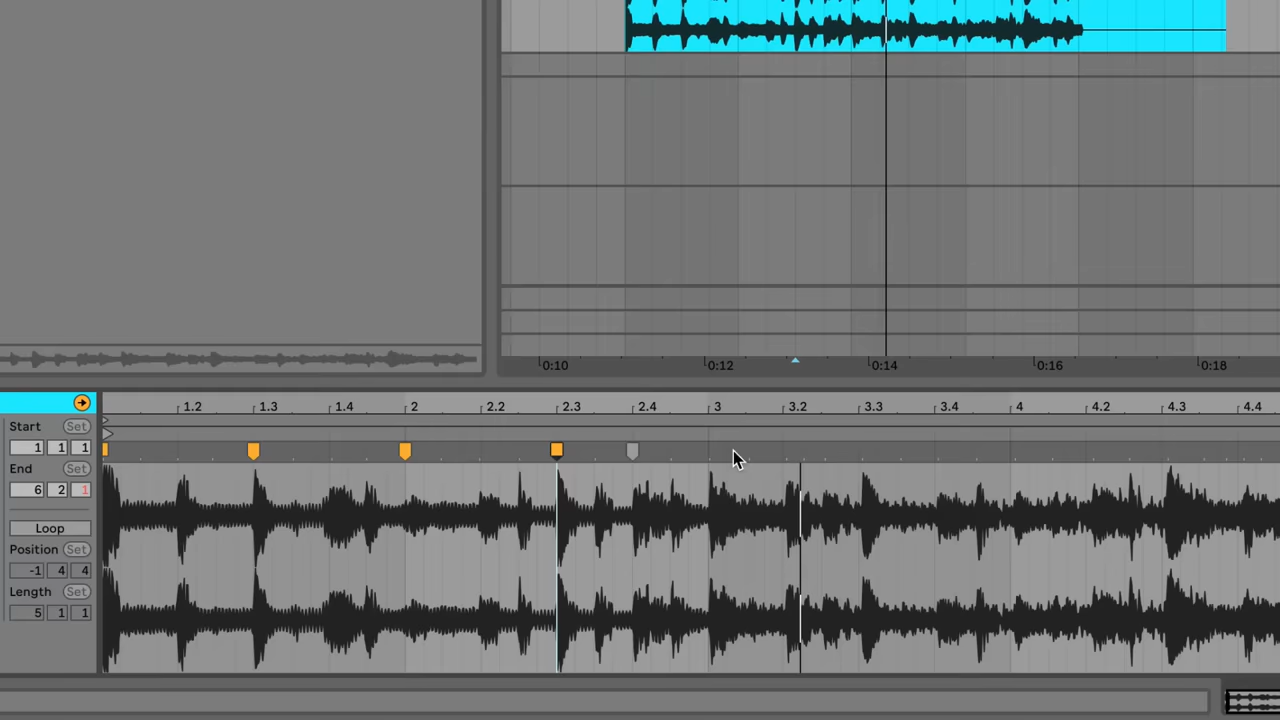 0:10 0:12 0:14 0:16 0:18
1.2 1.3 1.4 2 2.2 2.3 2.4 3 3.2 3.3 3.4 4 4.2 4.3 4.4
Start Set
1 1 1
End Set
6 2 1
Loop
Position Set
-1 4 4
Length Set
5 1 1